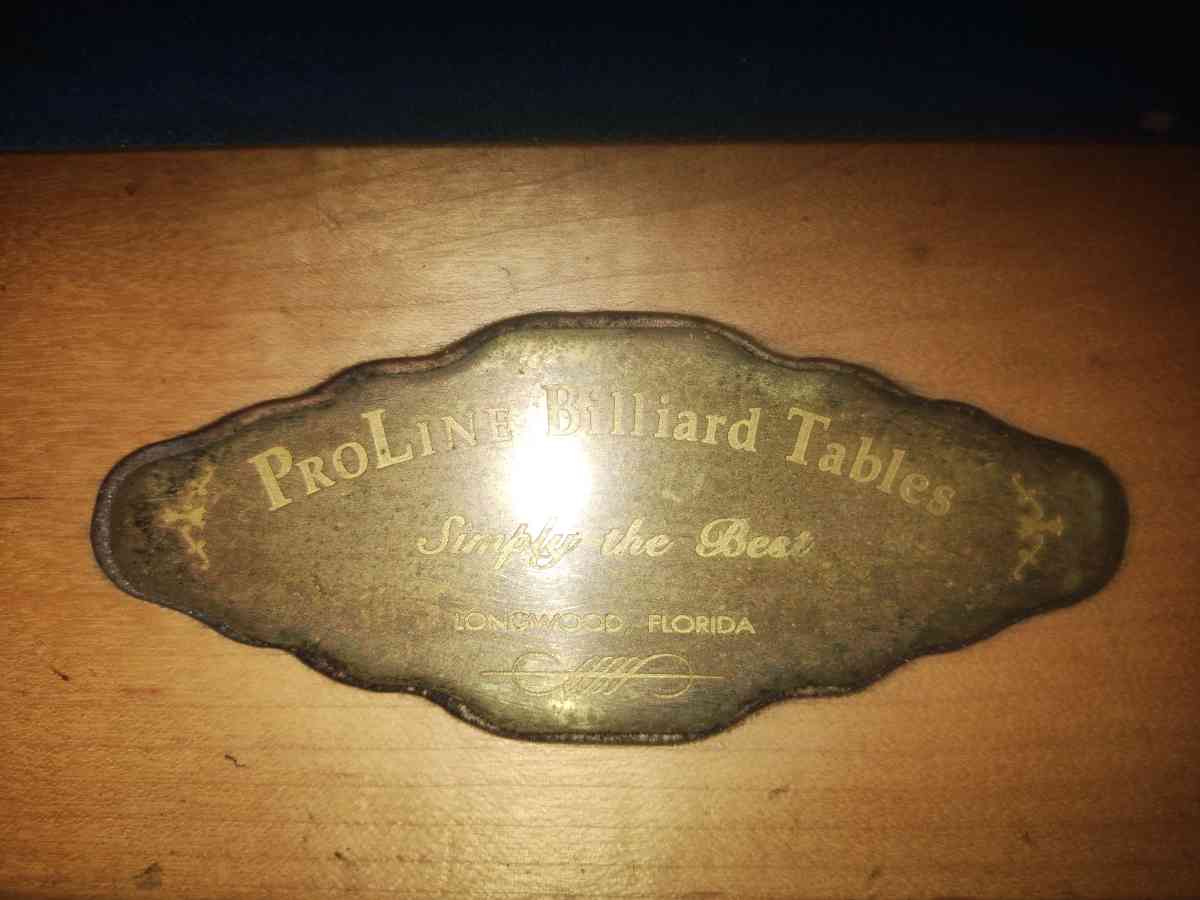 ProLine Billiard Tables
Simply the Best
LONGWOOD, FLORIDA